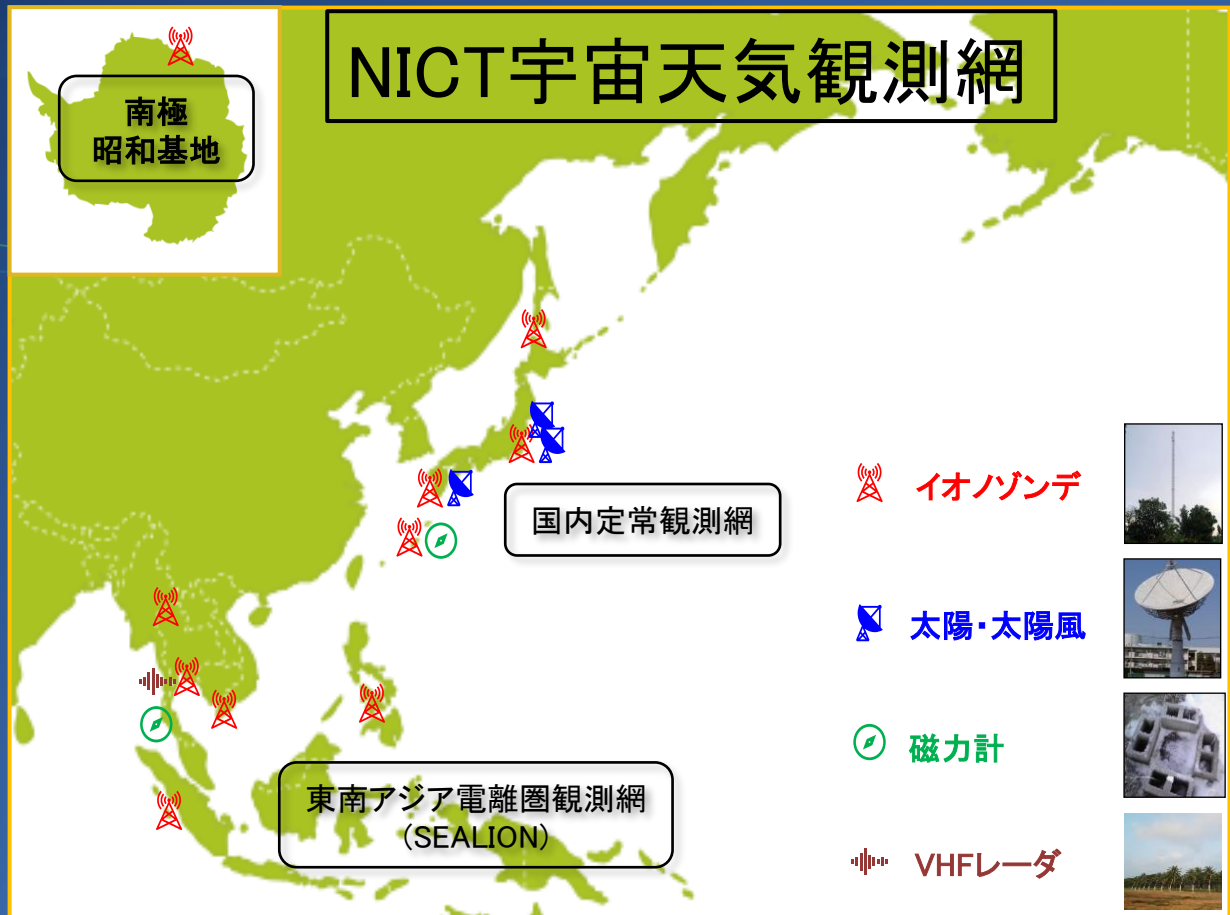 NICT宇宙天気観測網
南極
昭和基地
国内定常観測網
イオノゾンデ
太陽・太陽風
磁力計
東南アジア電離圏観測網
(SEALION)
VHFレーダ